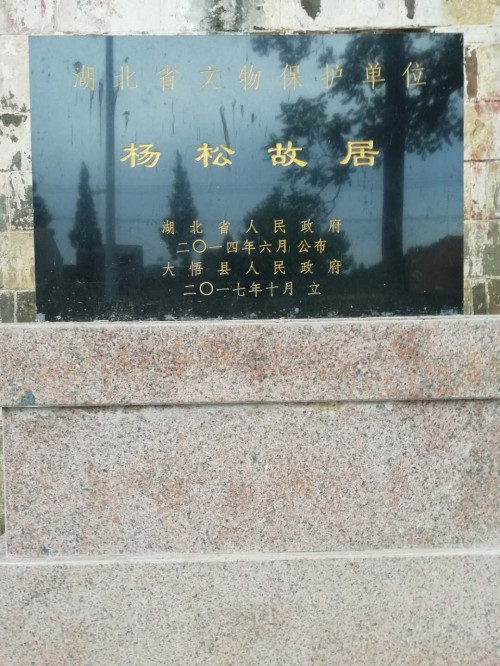 湖北省文物保护单位
杨松故居
湖北省人民政府
二〇一四年六月公布
大悟县人民政府
二〇一七年十月 立